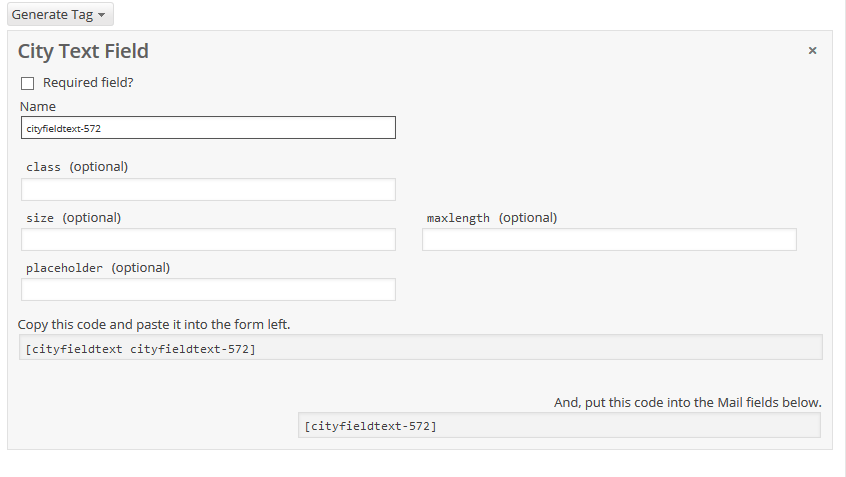 Generate Tag
City Text Field
×
Required field?
Name
cityfieldtext-572
class (optional)
size (optional) maxlength (optional)
placeholder (optional)
Copy this code and paste it into the form left.
[cityfieldtext cityfieldtext-572]
And, put this code into the Mail fields below.
[cityfieldtext-572]